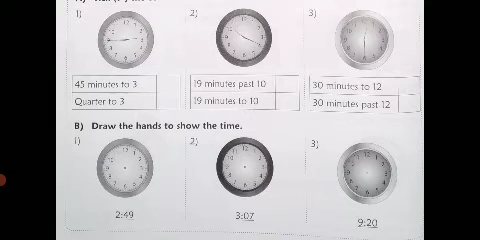 1)
2)
3)
45 minutes to 3
Quarter to 3
19 minutes past 10
19 minutes to 10
30 minutes to 12
30 minutes past 12
B) Draw the hands to show the time.
1)
2)
3)
2:49
3:07
9:20